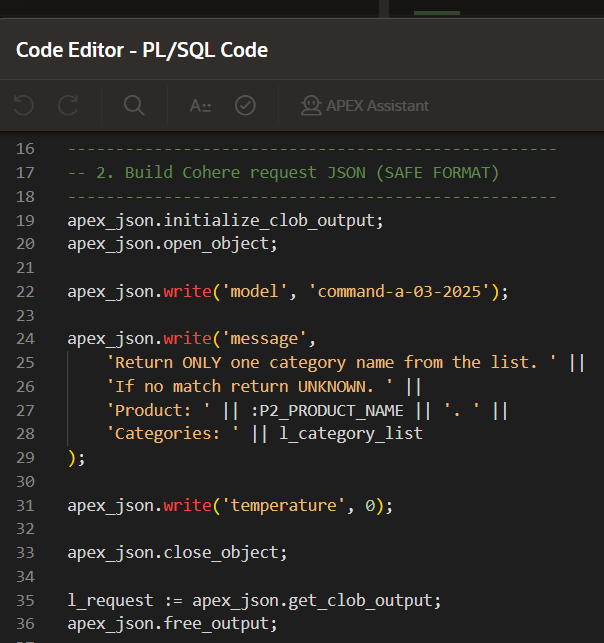 Code Editor - PL/SQL Code
A:: APEX Assistant
16 ---------------------------------------------------
17 -- 2. Build Cohere request JSON (SAFE FORMAT)
18 ---------------------------------------------------
19 apex_json.initialize_clob_output;
20 apex_json.open_object;
21
22 apex_json.write('model', 'command-a-03-2025');
23
24 apex_json.write('message',
25     'Return ONLY one category name from the list. ' ||
26     'If no match return UNKNOWN. ' ||
27     'Product: ' || :P2_PRODUCT_NAME || '. ' ||
28     'Categories: ' || l_category_list
29 );
30
31 apex_json.write('temperature', 0);
32
33 apex_json.close_object;
34
35 l_request := apex_json.get_clob_output;
36 apex_json.free_output;